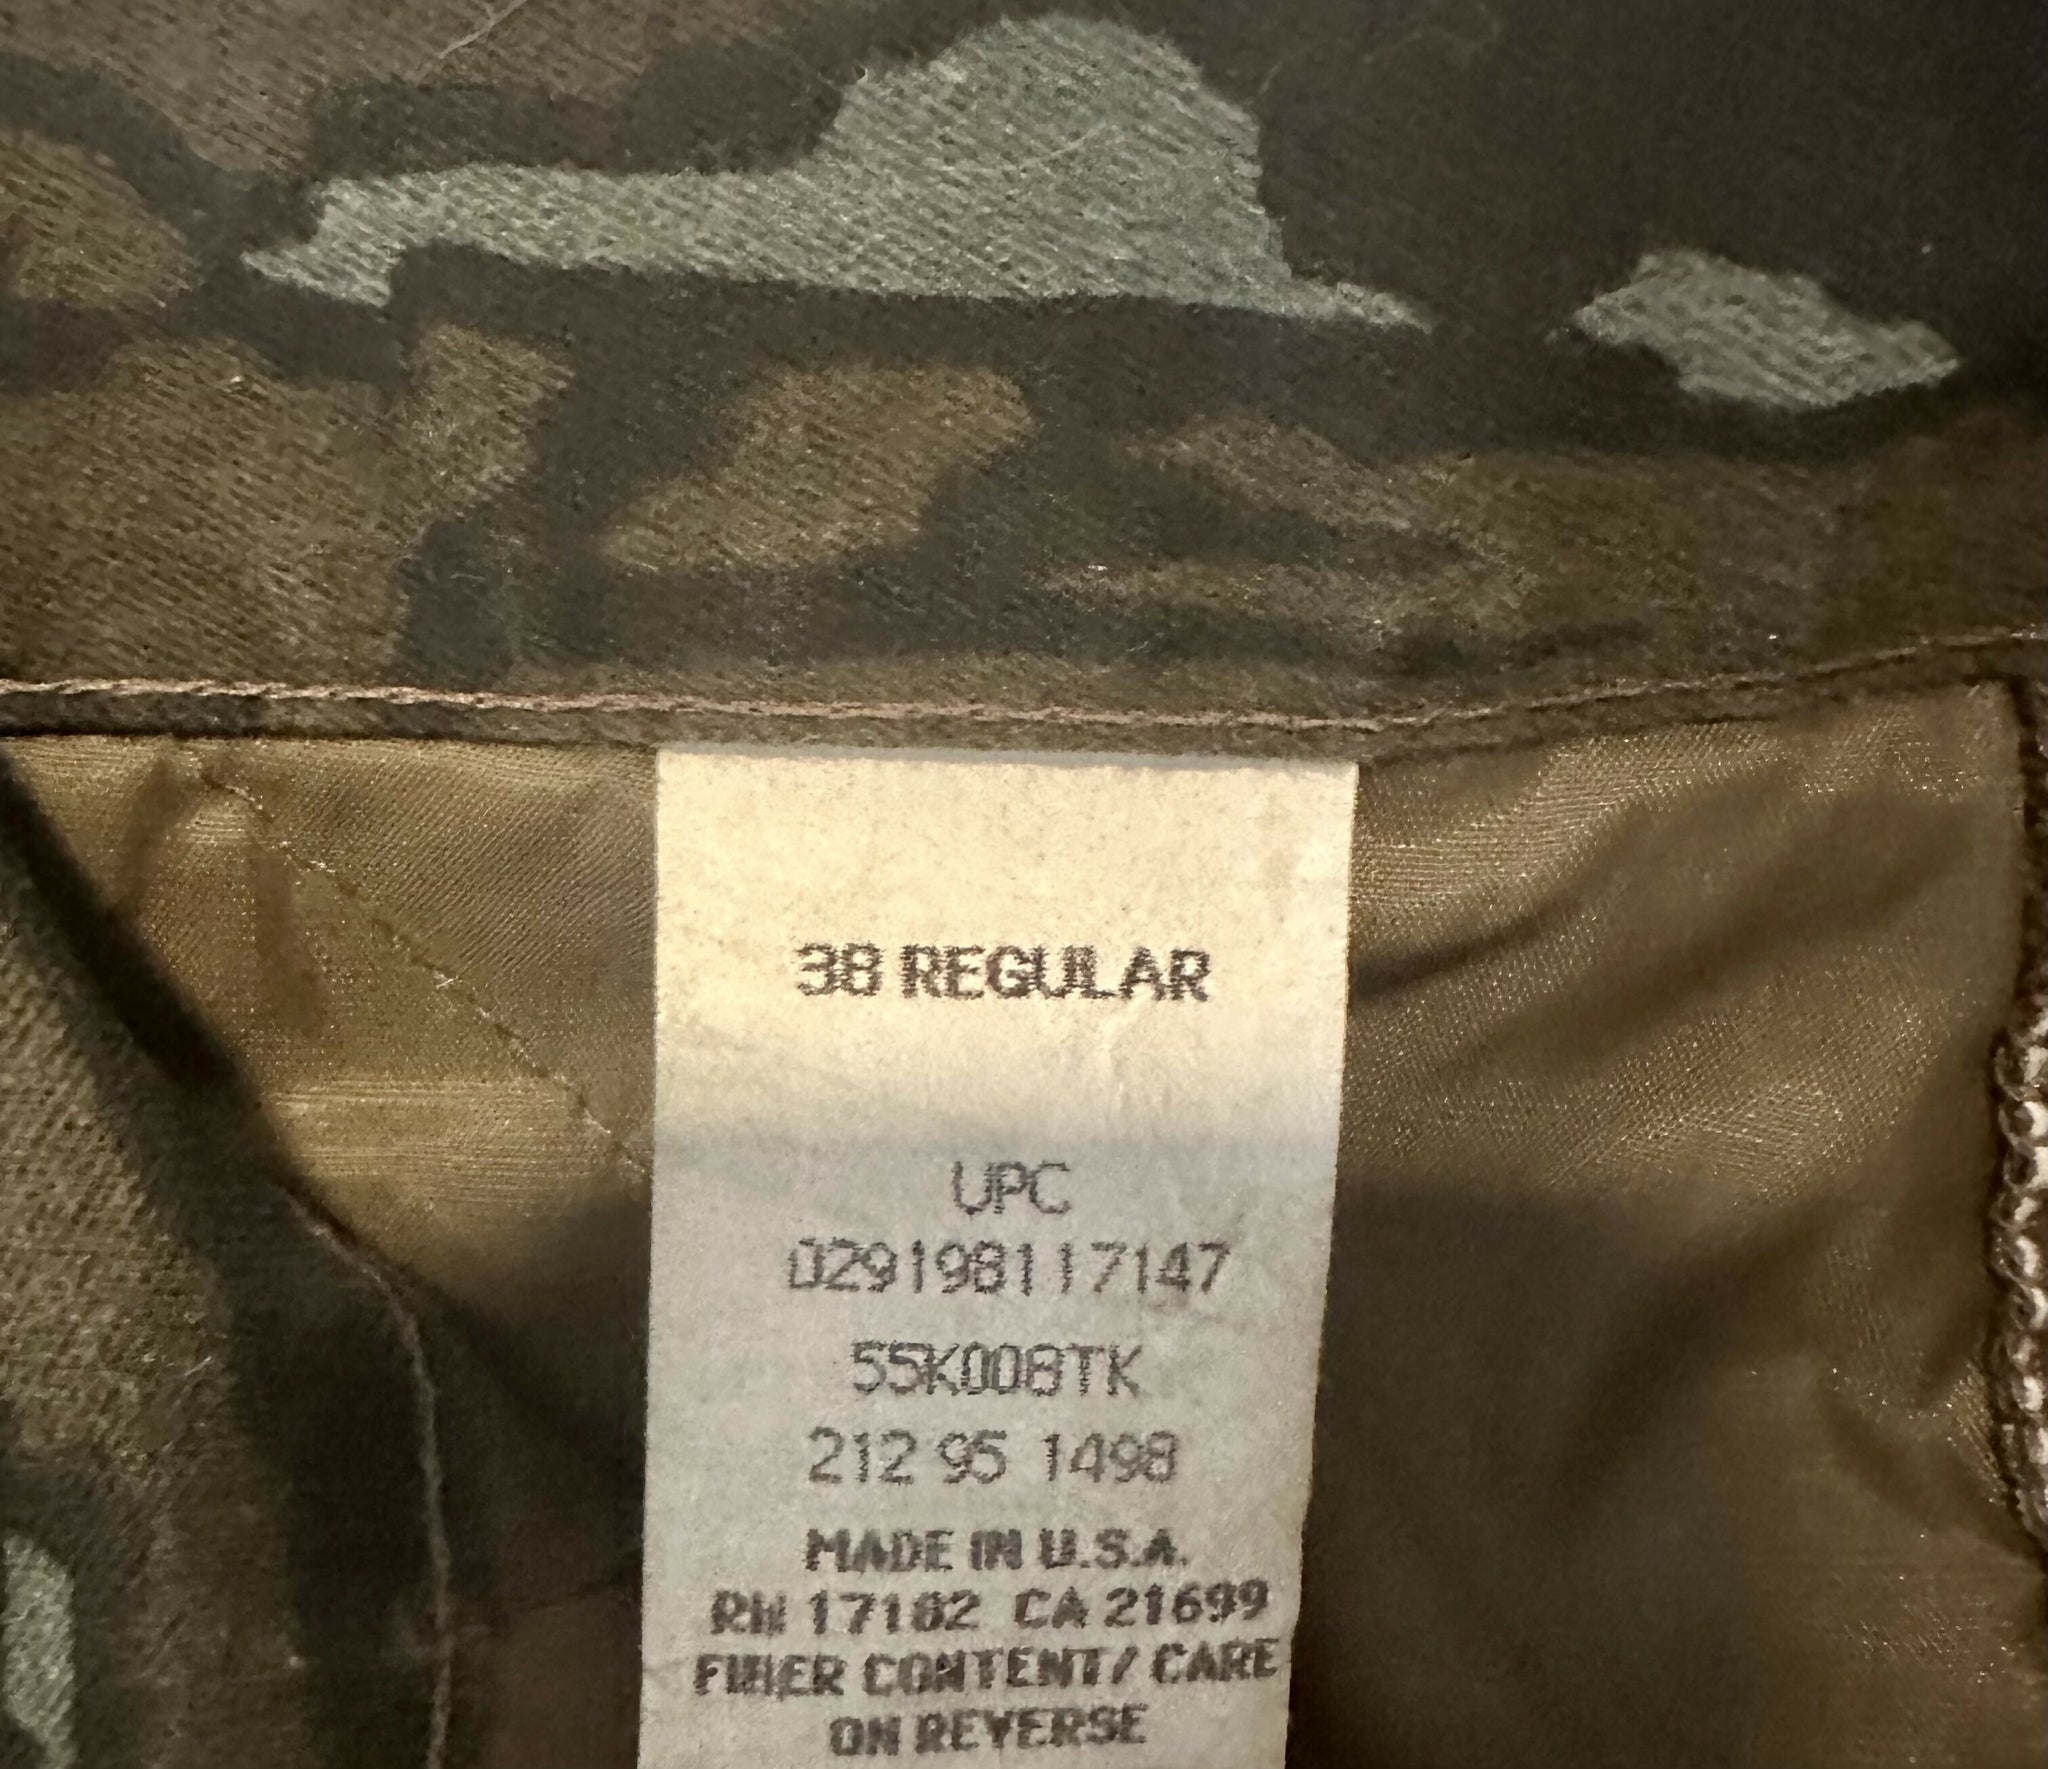 38 REGULAR
UPC
029198117147
55K008TK
212 95 1498
MADE IN U.S.A.
RN 17182 CA 21699
FIBER CONTENT/ CARE
ON REVERSE